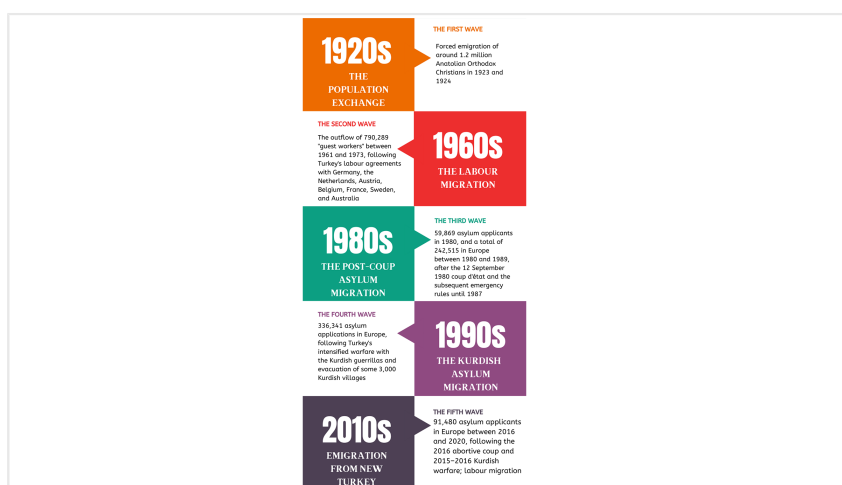 1920s
THE
POPULATION
EXCHANGE
THE FIRST WAVE
Forced emigration of
around 1.2 million
Anatolian Orthodox
Christians in 1923 and
1924
THE SECOND WAVE
The outflow of 790,289
"guest workers" between
1961 and 1973, following
Turkey's labour agreements
with Germany, the
Netherlands, Austria,
Belgium, France, Sweden,
and Australia
1960s
THE LABOUR
MIGRATION
1980s
THE POST-COUP
ASYLUM
MIGRATION
THE THIRD WAVE
59,869 asylum applicants
in 1980, and a total of
242,515 in Europe
between 1980 and 1989,
after the 12 September
1980 coup d'état and the
subsequent emergency
rules until 1987
THE FOURTH WAVE
336,341 asylum
applications in Europe,
following Turkey's
intensified warfare with
the Kurdish guerrillas and
evacuation of some 3,000
Kurdish villages
1990s
THE KURDISH
ASYLUM
MIGRATION
2010s
EMIGRATION
FROM NEW
TURKEY
THE FIFTH WAVE
91,480 asylum applicants
in Europe between 2016
and 2020, following the
2016 abortive coup and
2015–2016 Kurdish
warfare; labour migration